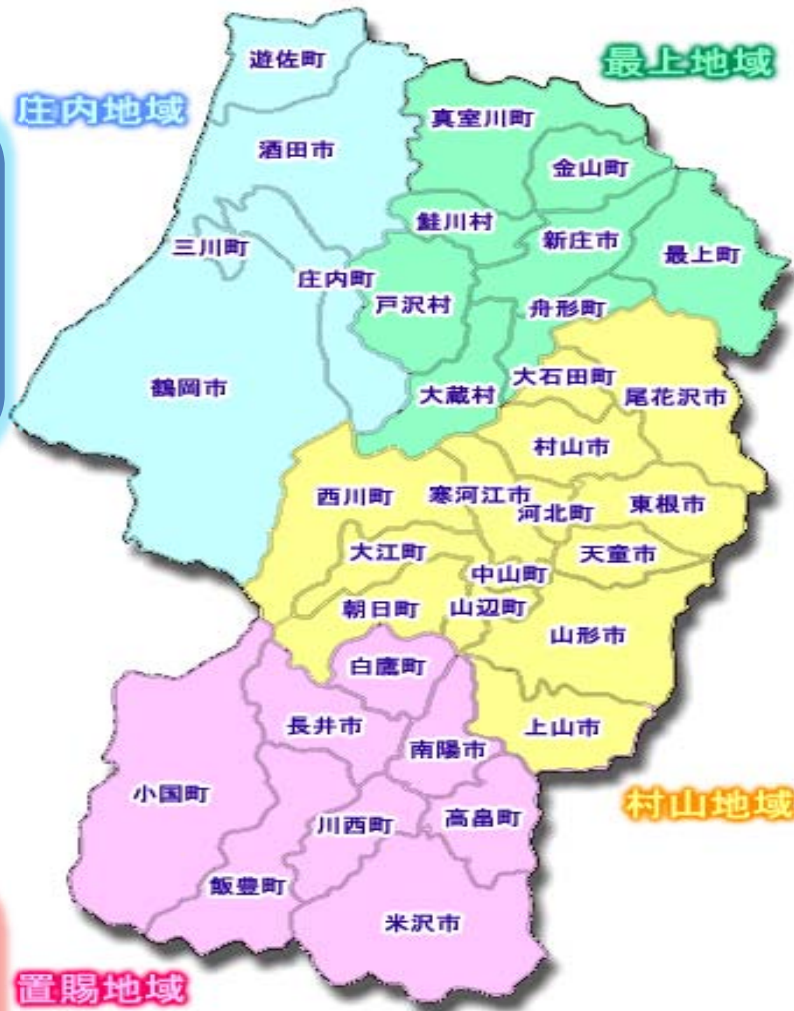 遊佐町
最上地域
庄内地域
真室川町
酒田市
金山町
鮭川村
新庄市
三川町
最上町
庄内町
戸沢村
舟形町
鶴岡市
大蔵村
大石田町
尾花沢市
村山市
西川町
寒河江市
河北町
東根市
大江町
天童市
中山町
朝日町
山辺町
山形市
白鷹町
長井市
南陽市
上山市
小国町
村山地域
川西町
高畠町
飯豊町
米沢市
置賜地域